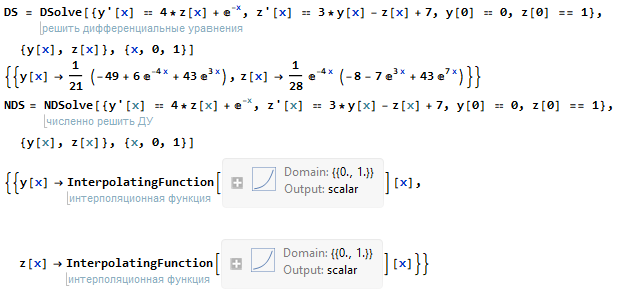 DS = DSolve[{y'[x] == 4*z[x] + e^-x, z'[x] == 3*y[x] - z[x] + 7, y[0] == 0, z[0] == 1},
решить дифференциальные уравнения
{y[x], z[x]}, {x, 0, 1}]
{{y[x] → 1/21 (-49 + 6 e^-4x + 43 e^3x), z[x] → 1/28 e^-4x (-8 - 7 e^3x + 43 e^7x)}}
NDS = NDSolve[{y'[x] == 4*z[x] + e^-x, z'[x] == 3*y[x] - z[x] + 7, y[0] == 0, z[0] == 1},
численно решить ДУ
{y[x], z[x]}, {x, 0, 1}]
{{y[x] → InterpolatingFunction[ Domain: {{0., 1.}} Output: scalar ][x],
интерполяционная функция
z[x] → InterpolatingFunction[ Domain: {{0., 1.}} Output: scalar ][x]}}
интерполяционная функция